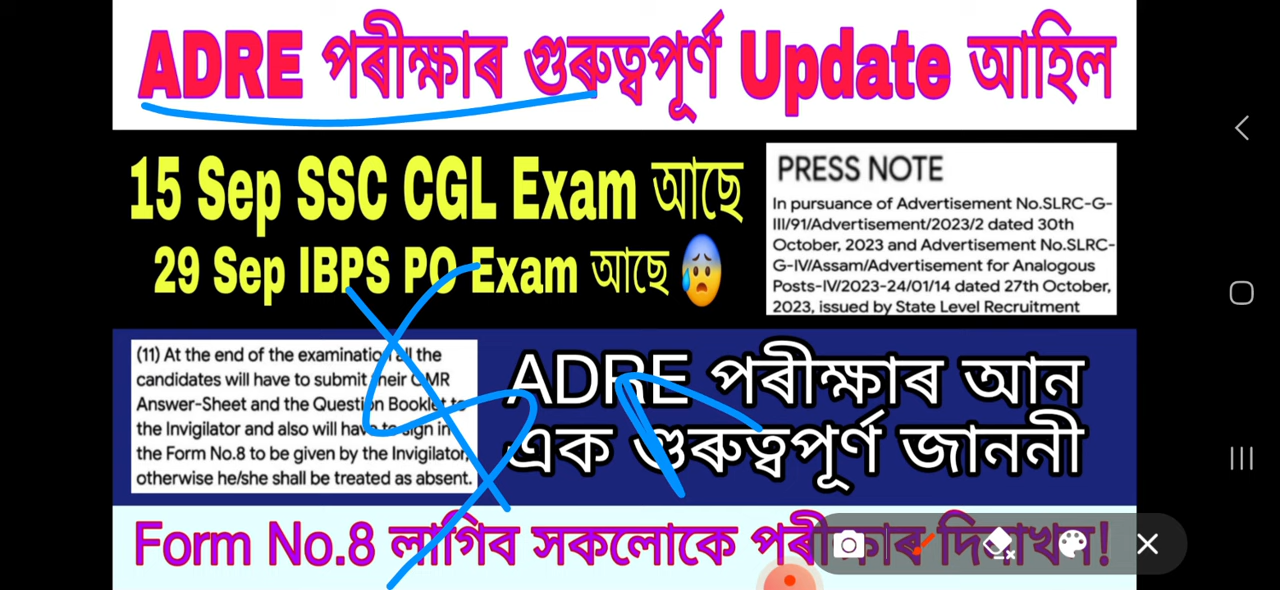 ADRE পৰীক্ষাৰ গুৰুত্বপূৰ্ণ Update আহিল
15 Sep SSC CGL Exam আছে
29 Sep IBPS PO Exam আছে
PRESS NOTE
In pursuance of Advertisement No.SLRC-G-
III/91/Advertisement/2023/2 dated 30th
October, 2023 and Advertisement No.SLRC-
G-IV/Assam/Advertisement for Analogous
Posts-IV/2023-24/01/14 dated 27th October,
2023, issued by State Level Recruitment
(11) At the end of the examination all the
candidates will have to submit their OMR
Answer-Sheet and the Question Booklet to
the Invigilator and also will have to sign in
the Form No.8 to be given by the Invigilator,
otherwise he/she shall be treated as absent.
ADRE পৰীক্ষাৰ আন
এক গুৰুত্বপূৰ্ণ জাননী
Form No.8 লাগিব সকলোকে পৰীক্ষাৰ দিনাখন!